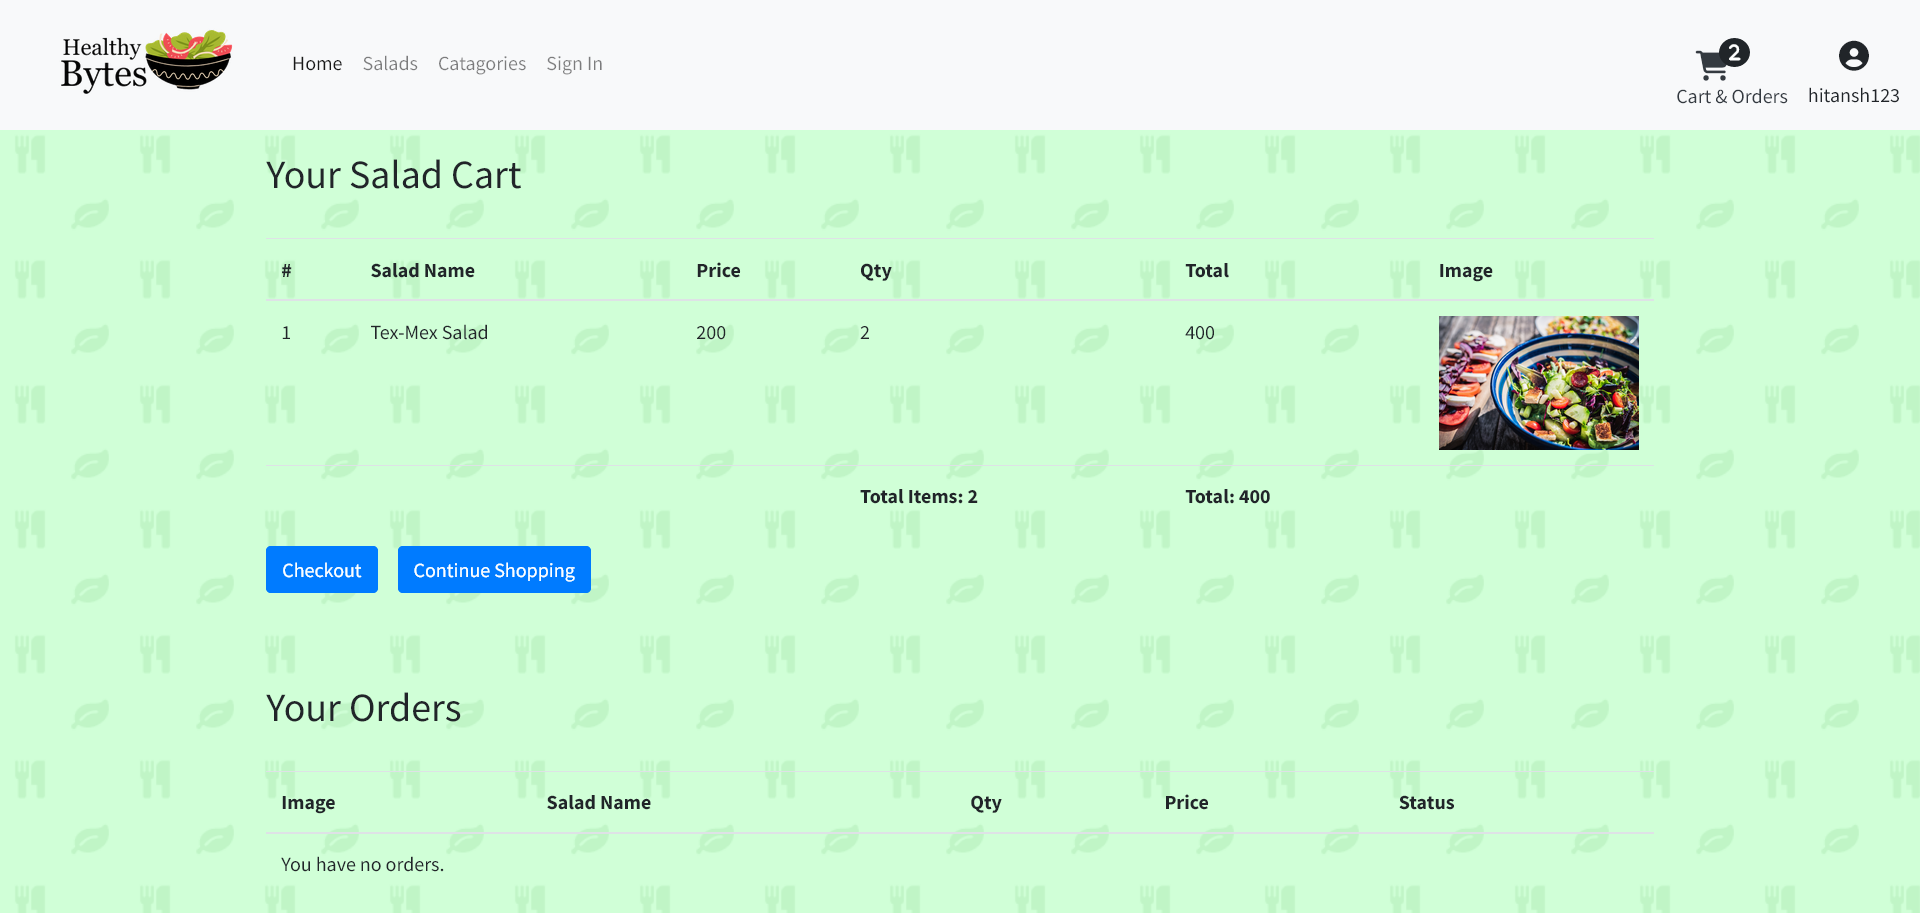 Healthy
Bytes
Home Salads Catagories Sign In
2
Cart & Orders hitansh123
Your Salad Cart
# Salad Name Price Qty Total Image
1 Tex-Mex Salad 200 2 400
Total Items: 2 Total: 400
Checkout Continue Shopping
Your Orders
Image Salad Name Qty Price Status
You have no orders.